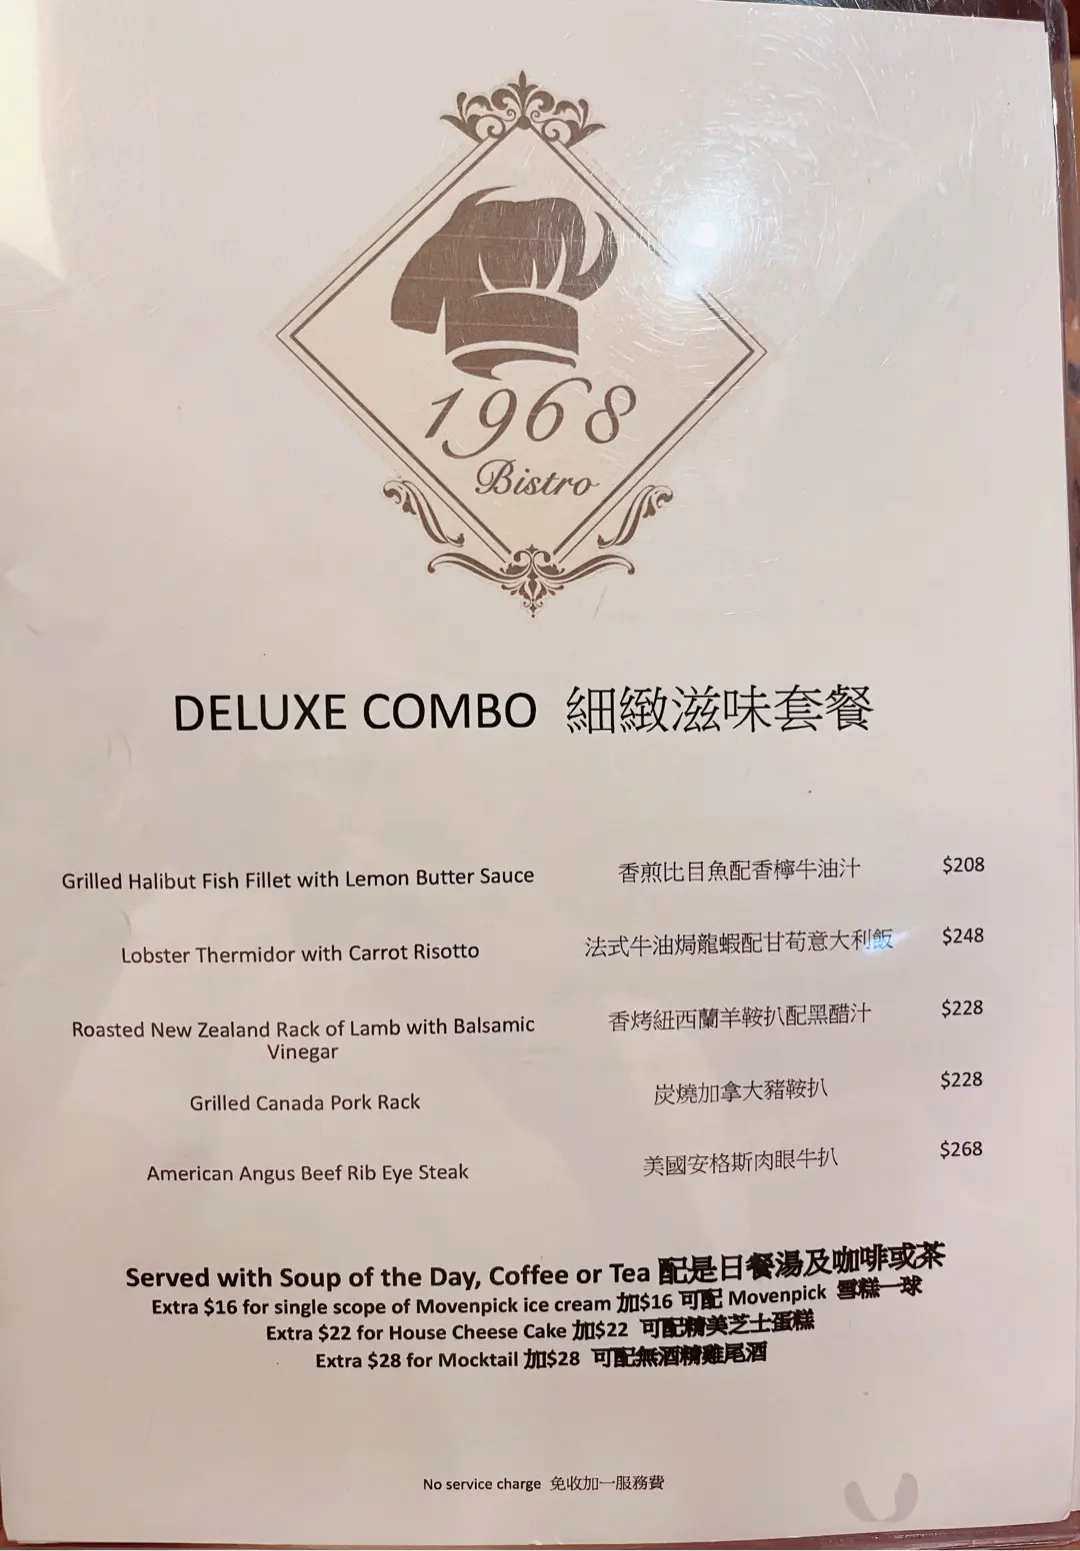 1968
Bistro
DELUXE COMBO 細緻滋味套餐
Grilled Halibut Fish Fillet with Lemon Butter Sauce 香煎比目魚配香檸牛油汁 $208
Lobster Thermidor with Carrot Risotto 法式牛油焗龍蝦配甘荀意大利飯 $248
Roasted New Zealand Rack of Lamb with Balsamic 香烤紐西蘭羊鞍扒配黑醋汁 $228
Vinegar
Grilled Canada Pork Rack 炭燒加拿大豬鞍扒 $228
American Angus Beef Rib Eye Steak 美國安格斯肉眼牛扒 $268
Served with Soup of the Day, Coffee or Tea 配是日餐湯及咖啡或茶
Extra $16 for single scope of Movenpick ice cream 加$16 可配 Movenpick 雪糕一球
Extra $22 for House Cheese Cake 加$22 可配精美芝士蛋糕
Extra $28 for Mocktail 加$28 可配無酒精雞尾酒
No service charge 免收加一服務費